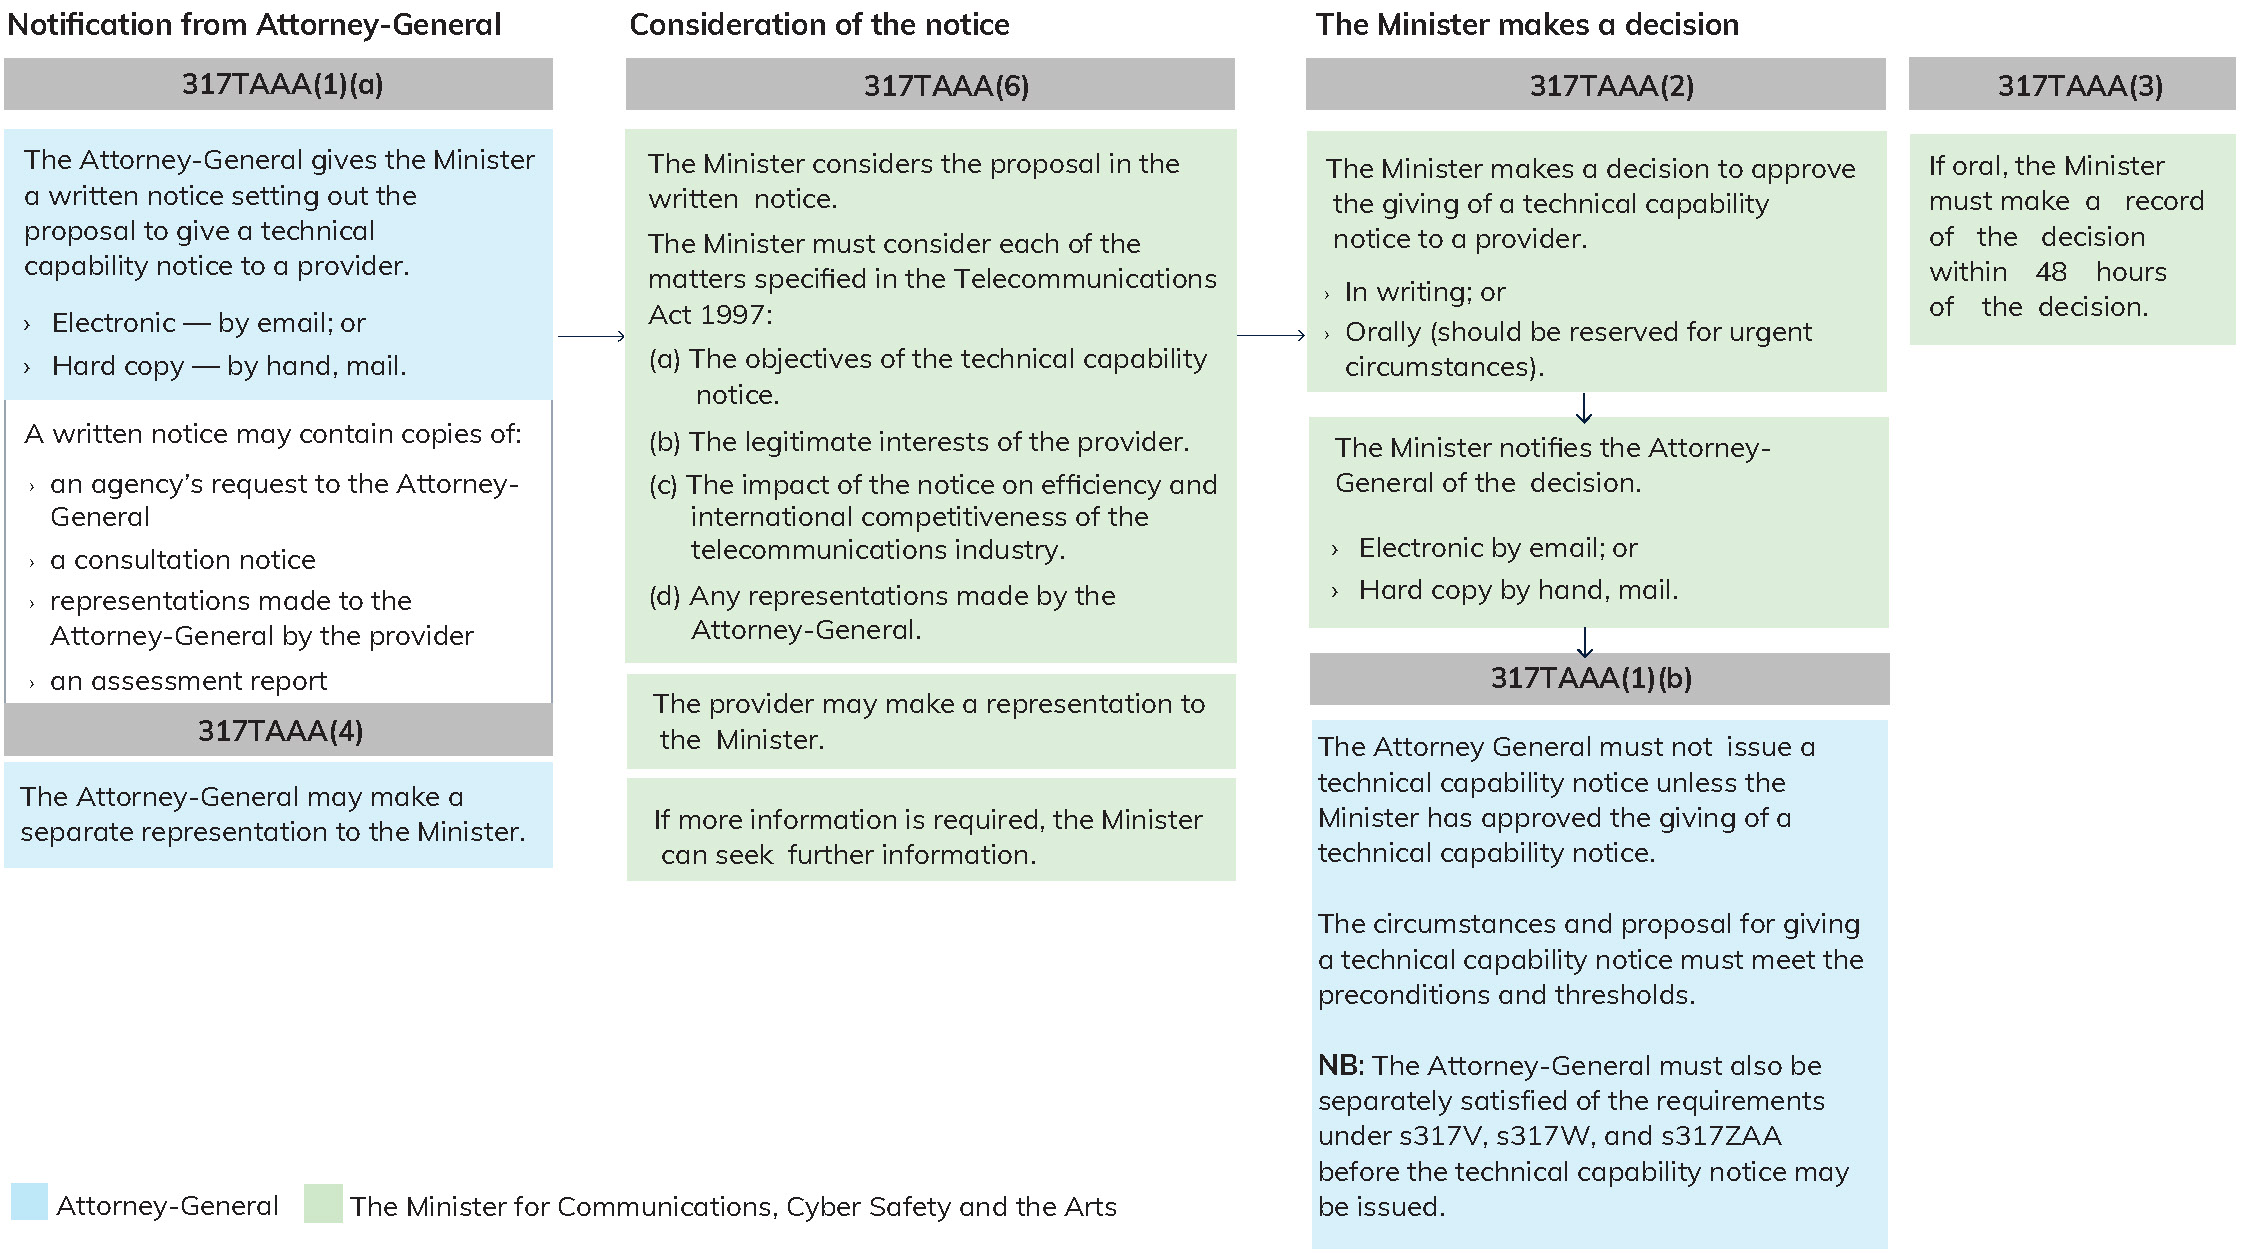 Notification from Attorney-General
317TAAA(1)(a)
The Attorney-General gives the Minister
a written notice setting out the
proposal to give a technical
capability notice to a provider.
› Electronic — by email; or
› Hard copy — by hand, mail.
A written notice may contain copies of:
› an agency’s request to the Attorney-
General
› a consultation notice
› representations made to the
Attorney-General by the provider
› an assessment report
317TAAA(4)
The Attorney-General may make a
separate representation to the Minister.
Consideration of the notice
317TAAA(6)
The Minister considers the proposal in the
written notice.
The Minister must consider each of the
matters specified in the Telecommunications
Act 1997:
(a) The objectives of the technical capability
notice.
(b) The legitimate interests of the provider.
(c) The impact of the notice on efficiency and
international competitiveness of the
telecommunications industry.
(d) Any representations made by the
Attorney-General.
The provider may make a representation to
the Minister.
If more information is required, the Minister
can seek further information.
The Minister makes a decision
317TAAA(2)
The Minister makes a decision to approve
the giving of a technical capability
notice to a provider.
› In writing; or
› Orally (should be reserved for urgent
circumstances).
The Minister notifies the Attorney-
General of the decision.
› Electronic by email; or
› Hard copy by hand, mail.
317TAAA(1)(b)
The Attorney General must not issue a
technical capability notice unless the
Minister has approved the giving of a
technical capability notice.
The circumstances and proposal for giving
a technical capability notice must meet the
preconditions and thresholds.
NB: The Attorney-General must also be
separately satisfied of the requirements
under s317V, s317W, and s317ZAA
before the technical capability notice may
be issued.
317TAAA(3)
If oral, the Minister
must make a record
of the decision
within 48 hours
of the decision.
Attorney-General
The Minister for Communications, Cyber Safety and the Arts